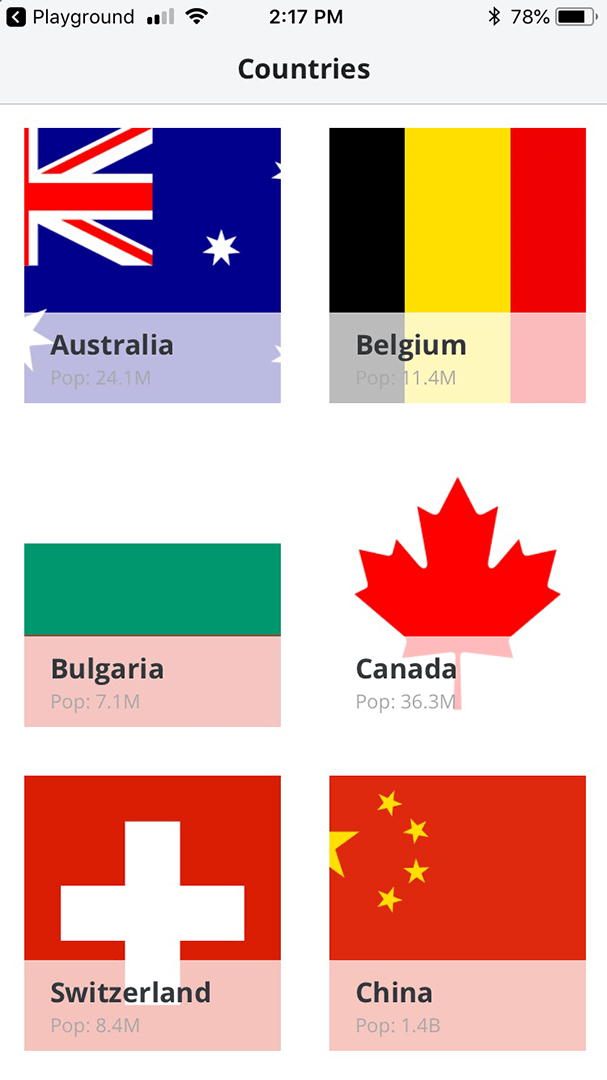 Playground 2:17 PM 78%
Countries
Australia
Pop: 24.1M
Belgium
Pop: 11.4M
Bulgaria
Pop: 7.1M
Canada
Pop: 36.3M
Switzerland
Pop: 8.4M
China
Pop: 1.4B